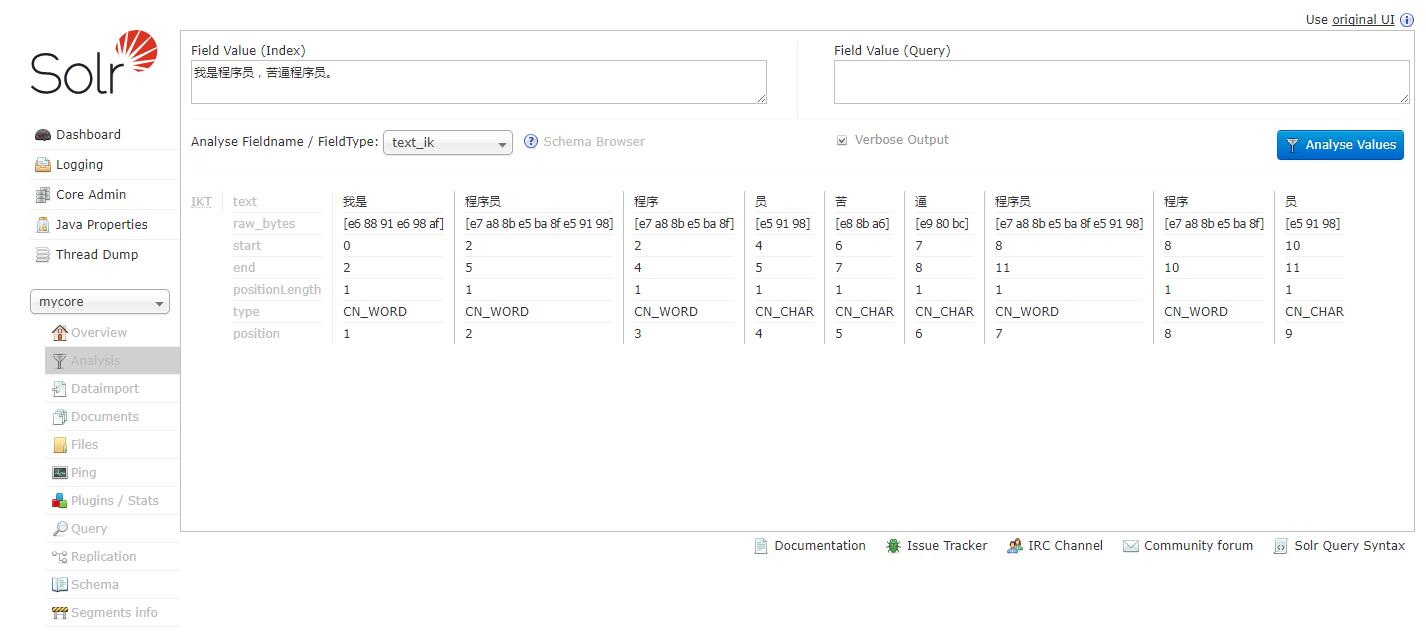 Use original UI
Solr
Field Value (Index)
Field Value (Query)
我是程序员，苦逼程序员。
Analyse Fieldname / FieldType: text_ik Schema Browser
Verbose Output
Analyse Values
Dashboard
Logging
Core Admin
Java Properties
Thread Dump
mycore
Overview
Analysis
Dataimport
Documents
Files
Ping
Plugins / Stats
Query
Replication
Schema
Segments info
IKT text 我是 程序员 程序 员 苦 逼 程序员 程序 员
raw_bytes [e6 88 91 e6 98 af] [e7 a8 8b e5 ba 8f e5 91 98] [e7 a8 8b e5 ba 8f] [e5 91 98] [e8 8b a6] [e9 80 bc] [e7 a8 8b e5 ba 8f e5 91 98] [e7 a8 8b e5 ba 8f] [e5 91 98]
start 0 2 2 4 6 7 8 8 10
end 2 5 4 5 7 8 11 10 11
positionLength 1 1 1 1 1 1 1 1 1
type CN_WORD CN_WORD CN_WORD CN_CHAR CN_CHAR CN_CHAR CN_WORD CN_WORD CN_CHAR
position 1 2 3 4 5 6 7 8 9
Documentation Issue Tracker IRC Channel Community forum Solr Query Syntax